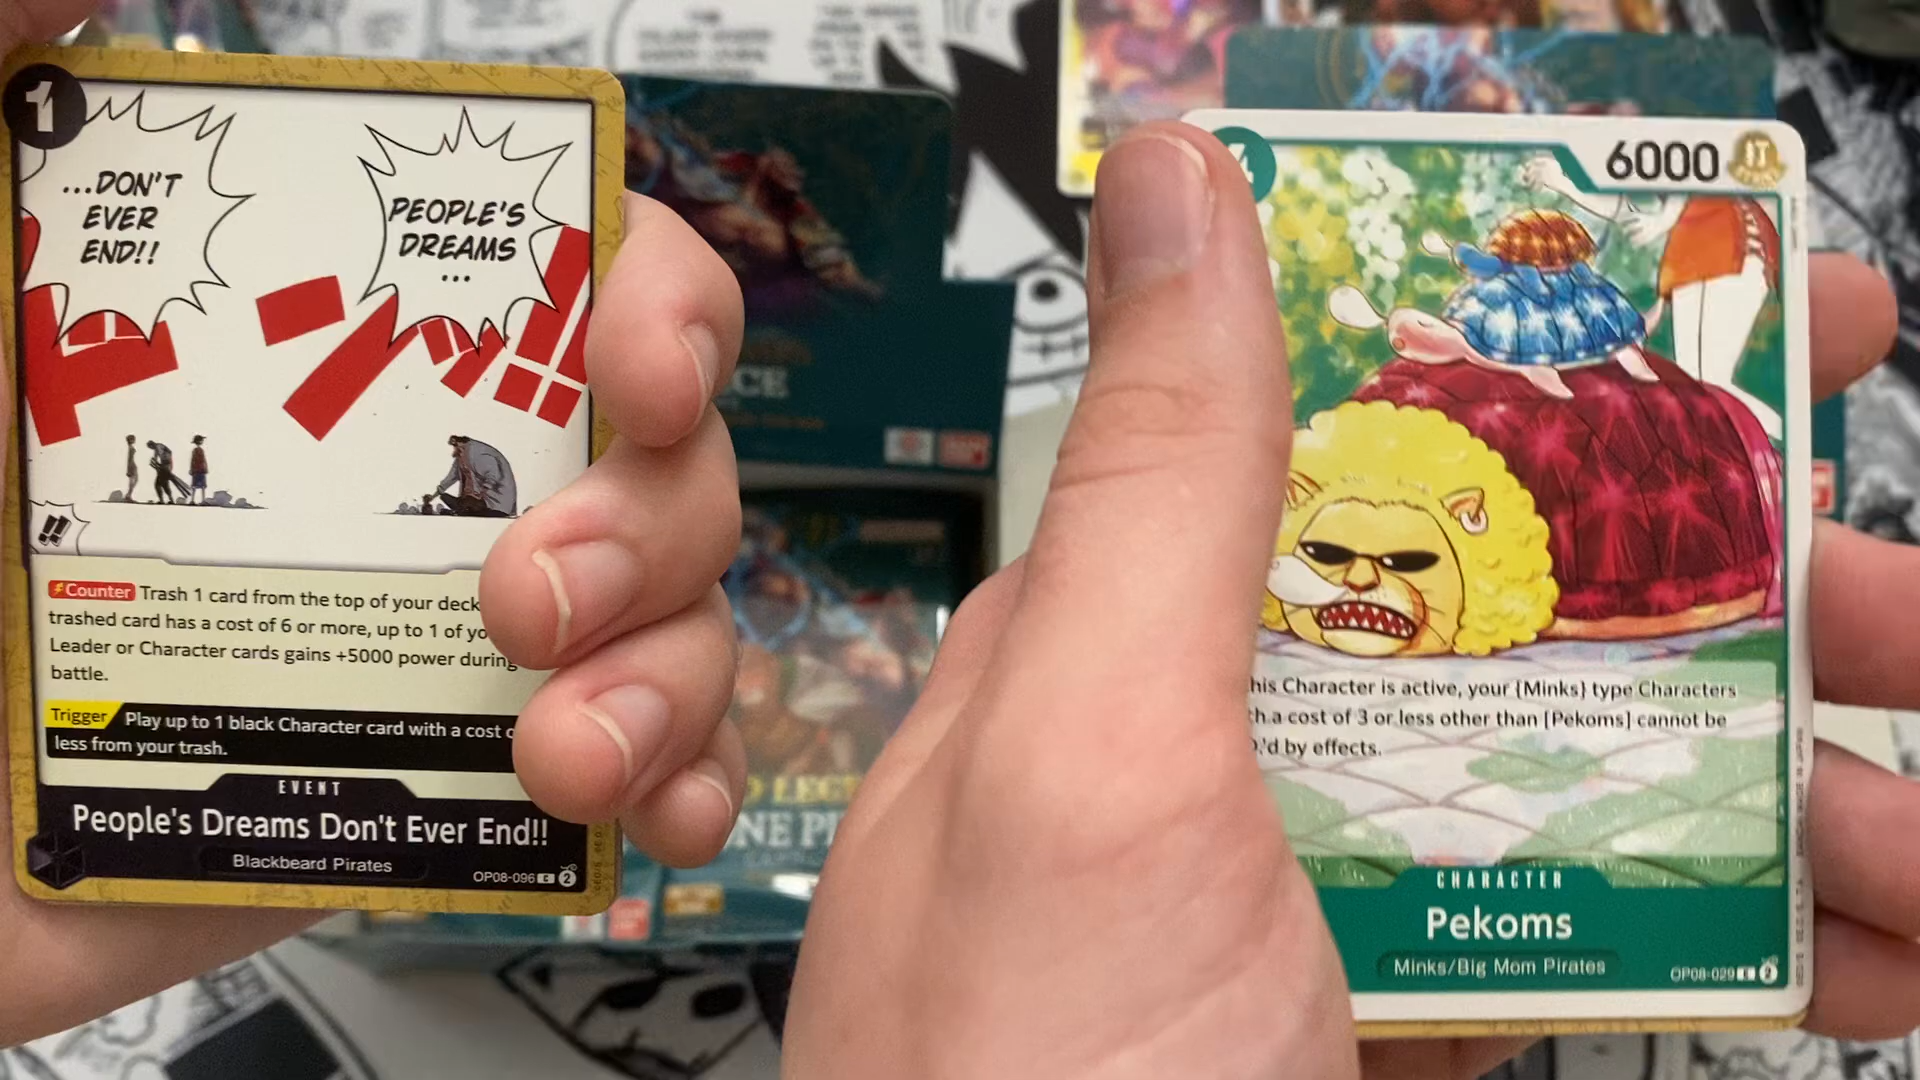 1
...DON'T
EVER
END!!
PEOPLE'S
DREAMS
...
!!
Counter Trash 1 card from the top of your deck
trashed card has a cost of 6 or more, up to 1 of yo
Leader or Character cards gains +5000 power during
battle.
Trigger Play up to 1 black Character card with a cost o
less from your trash.
EVENT
People's Dreams Don't Ever End!!
Blackbeard Pirates
OP08-096 C 2
4
6000
his Character is active, your {Minks} type Characters
h a cost of 3 or less other than [Pekoms] cannot be
.'d by effects.
CHARACTER
Pekoms
Minks/Big Mom Pirates
OP08-029 C 2